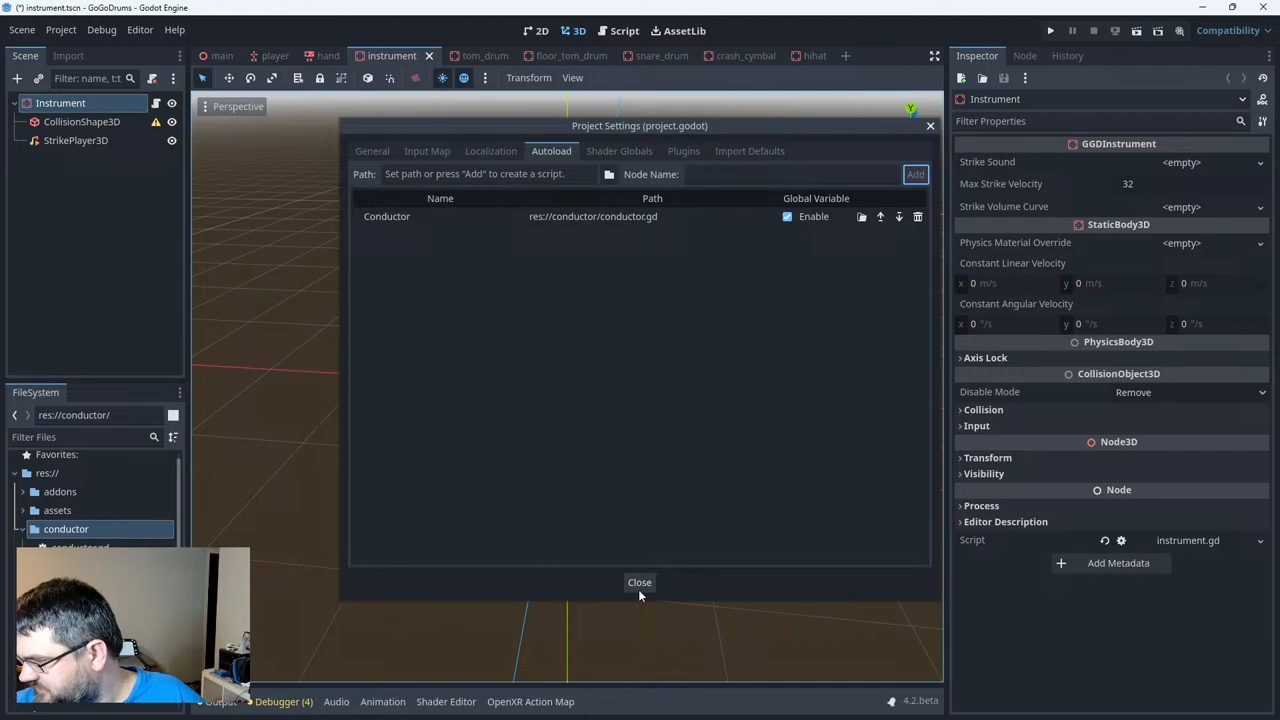 (*) instrument.tscn - GoGoDrums - Godot Engine
Scene Project Debug Editor Help
2D 3D Script AssetLib
Compatibility
Scene Import
main player hand instrument tom_drum floor_tom_drum snare_drum crash_cymbal hihat
Inspector Node History
Filter: name, t:t
Transform View
Instrument
CollisionShape3D
StrikePlayer3D
Perspective
Y
Project Settings (project.godot)
General Input Map Localization Autoload Shader Globals Plugins Import Defaults
Path: Set path or press "Add" to create a script. Node Name: Add
Name Path Global Variable
Conductor res://conductor/conductor.gd Enable
Close
Instrument
Filter Properties
GGDInstrument
Strike Sound <empty>
Max Strike Velocity 32
Strike Volume Curve <empty>
StaticBody3D
Physics Material Override <empty>
Constant Linear Velocity
x 0 m/s y 0 m/s z 0 m/s
Constant Angular Velocity
x 0 °/s y 0 °/s z 0 °/s
PhysicsBody3D
Axis Lock
CollisionObject3D
Disable Mode Remove
Collision
Input
Node3D
Transform
Visibility
Node
Process
Editor Description
Script instrument.gd
Add Metadata
FileSystem
res://conductor/
Filter Files
Favorites:
res://
addons
assets
conductor
Debugger (4) Audio Animation Shader Editor OpenXR Action Map
4.2.beta